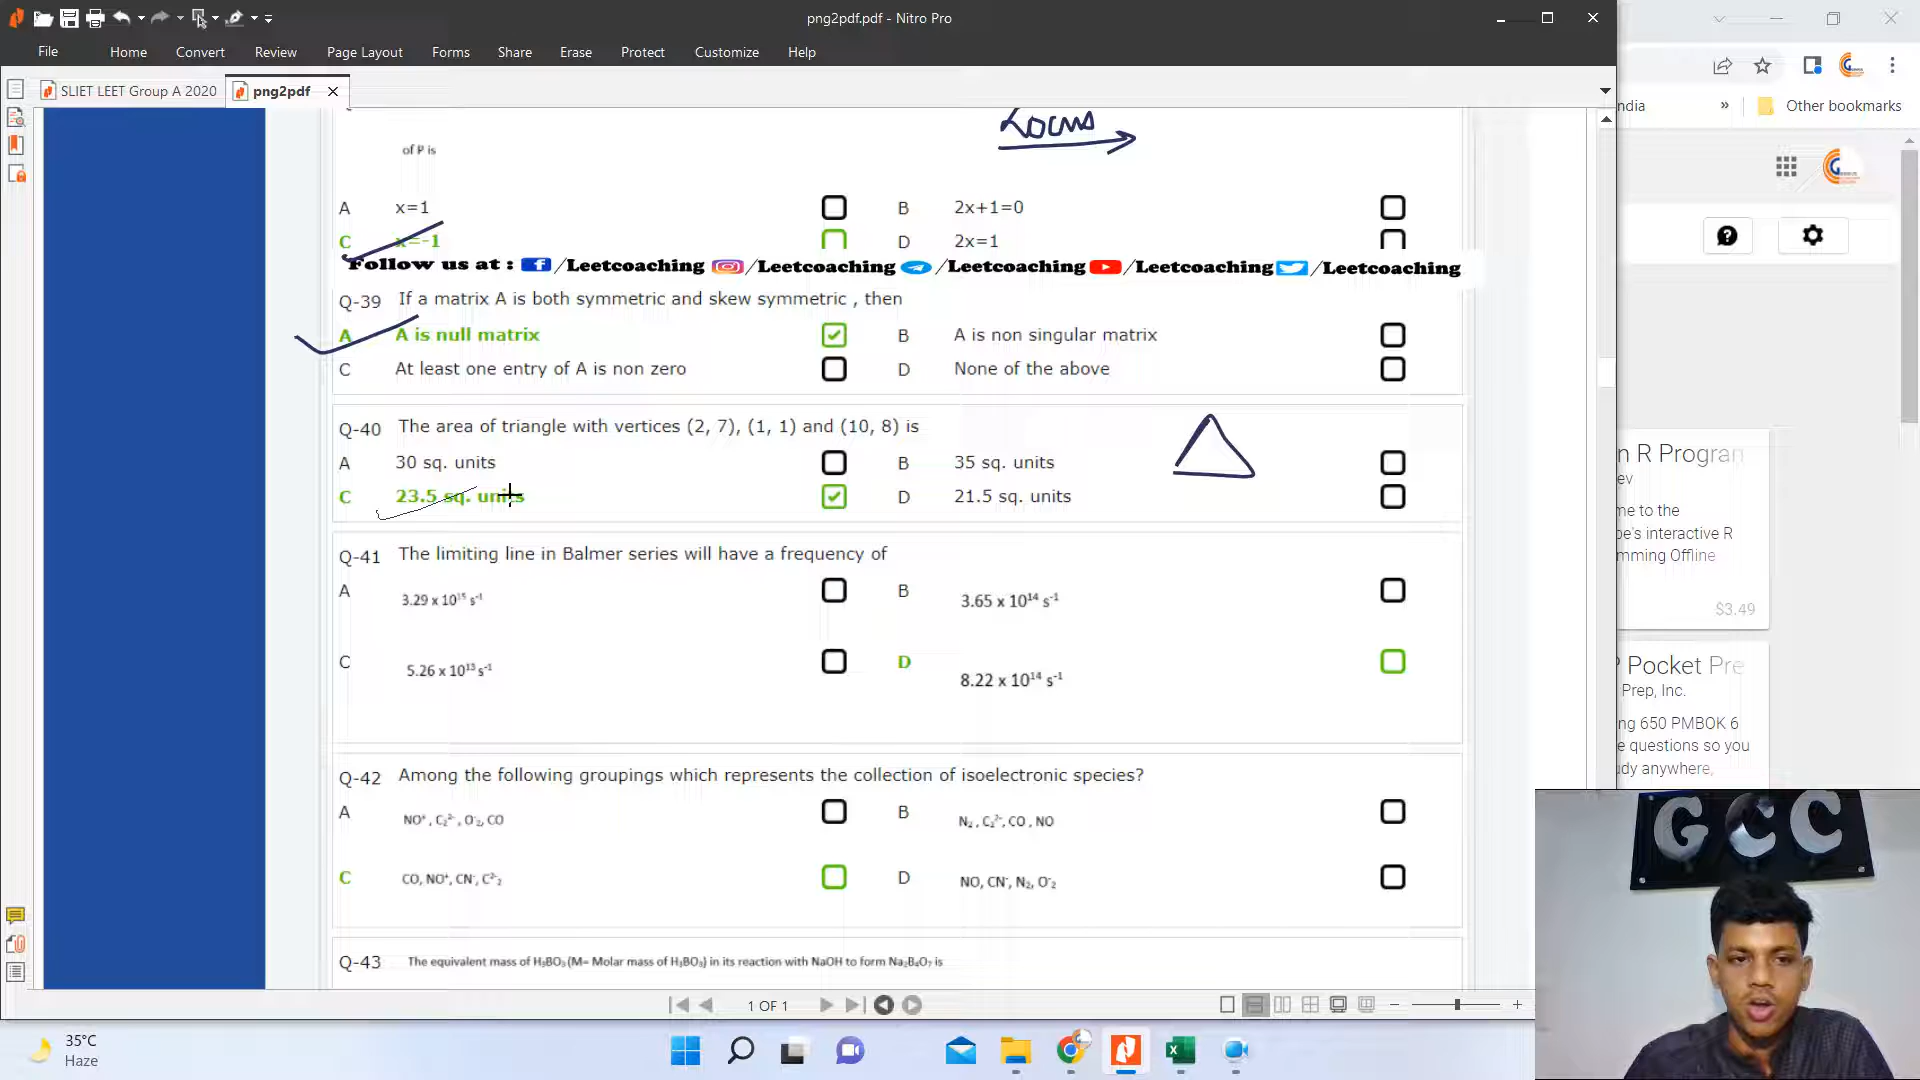 png2pdf.pdf - Nitro Pro
File Home Convert Review Page Layout Forms Share Erase Protect Customize Help
SLIET LEET Group A 2020 png2pdf
ndia » Other bookmarks
Locus
of P is
A x=1 B 2x+1=0
C x=-1 D 2x=1
Follow us at : /Leetcoaching /Leetcoaching /Leetcoaching /Leetcoaching /Leetcoaching
Q-39 If a matrix A is both symmetric and skew symmetric , then
A A is null matrix B A is non singular matrix
C At least one entry of A is non zero D None of the above
Q-40 The area of triangle with vertices (2, 7), (1, 1) and (10, 8) is
A 30 sq. units B 35 sq. units
C 23.5 sq. units D 21.5 sq. units
Q-41 The limiting line in Balmer series will have a frequency of
A 3.29 x 10¹⁵ s⁻¹ B 3.65 x 10¹⁴ s⁻¹
C 5.26 x 10¹³ s⁻¹ D 8.22 x 10¹⁴ s⁻¹
Q-42 Among the following groupings which represents the collection of isoelectronic species?
A NO⁺ , C₂²⁻ , O⁻₂, CO B N₂ , C₂²⁻, CO , NO
C CO, NO⁺, CN⁻, C²⁻₂ D NO, CN⁻, N₂, O⁻₂
Q-43 The equivalent mass of H₃BO₃ (M= Molar mass of H₃BO₃) in its reaction with NaOH to form Na₂B₄O₇ is
n R Program
ev
me to the
be's interactive R
mming Offline
$3.49
P Pocket Pre
Prep, Inc.
ng 650 PMBOK 6
e questions so you
dy anywhere,
GCC
1 OF 1
35°C
Haze